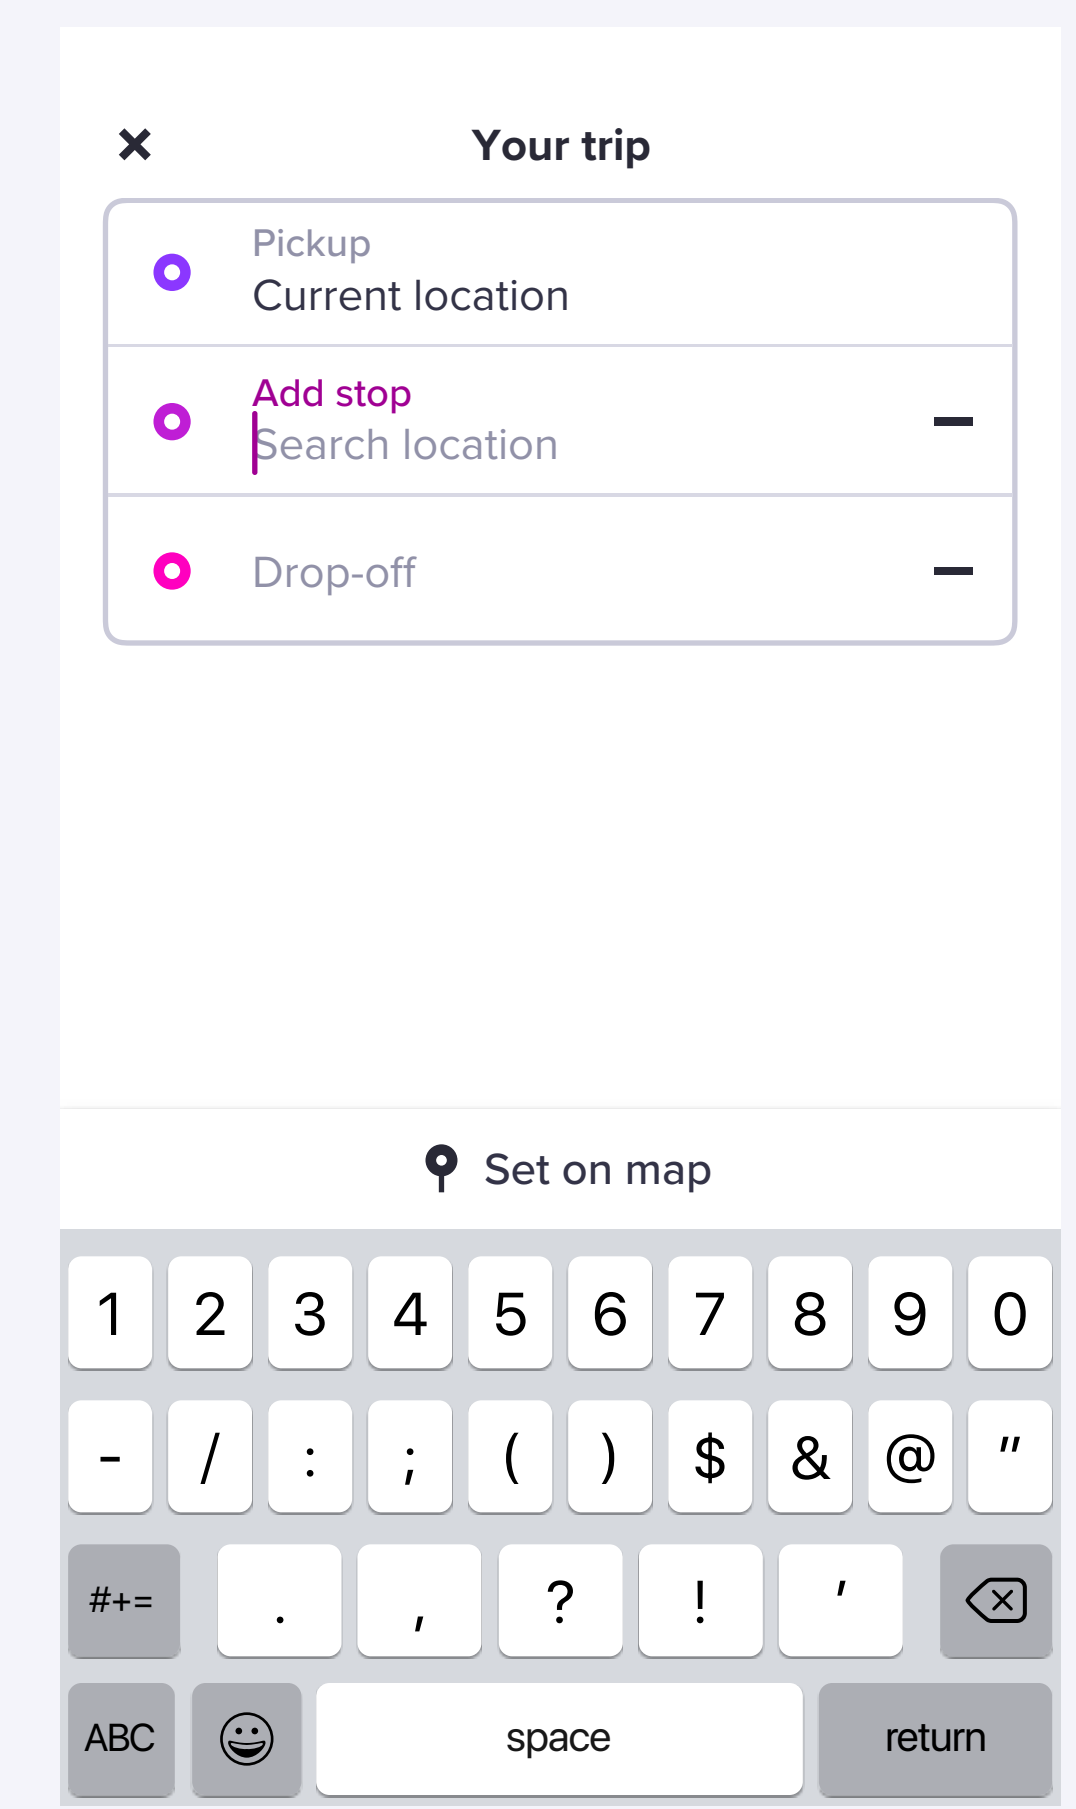 Your trip
Pickup
Current location
Add stop
Search location
Drop-off
Set on map
1 2 3 4 5 6 7 8 9 0
- / : ; ( ) $ & @ "
#+= . , ? ! '
ABC space return